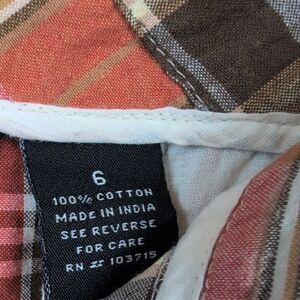 6
100% COTTON
MADE IN INDIA
SEE REVERSE
FOR CARE
RN 103715